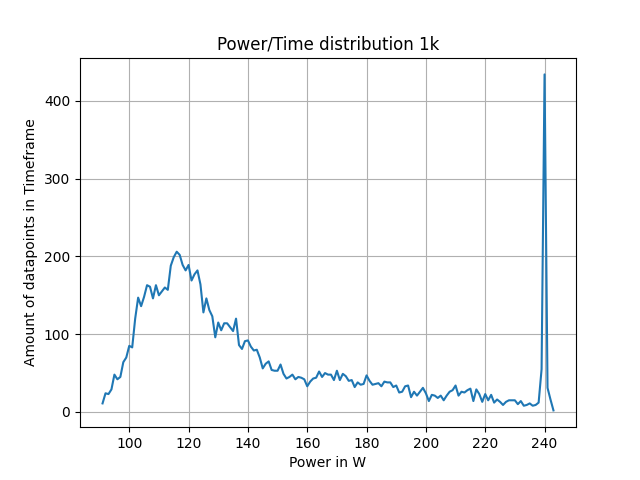 Power/Time distribution 1k
Amount of datapoints in Timeframe
400
300
200
100
0
100 120 140 160 180 200 220 240
Power in W